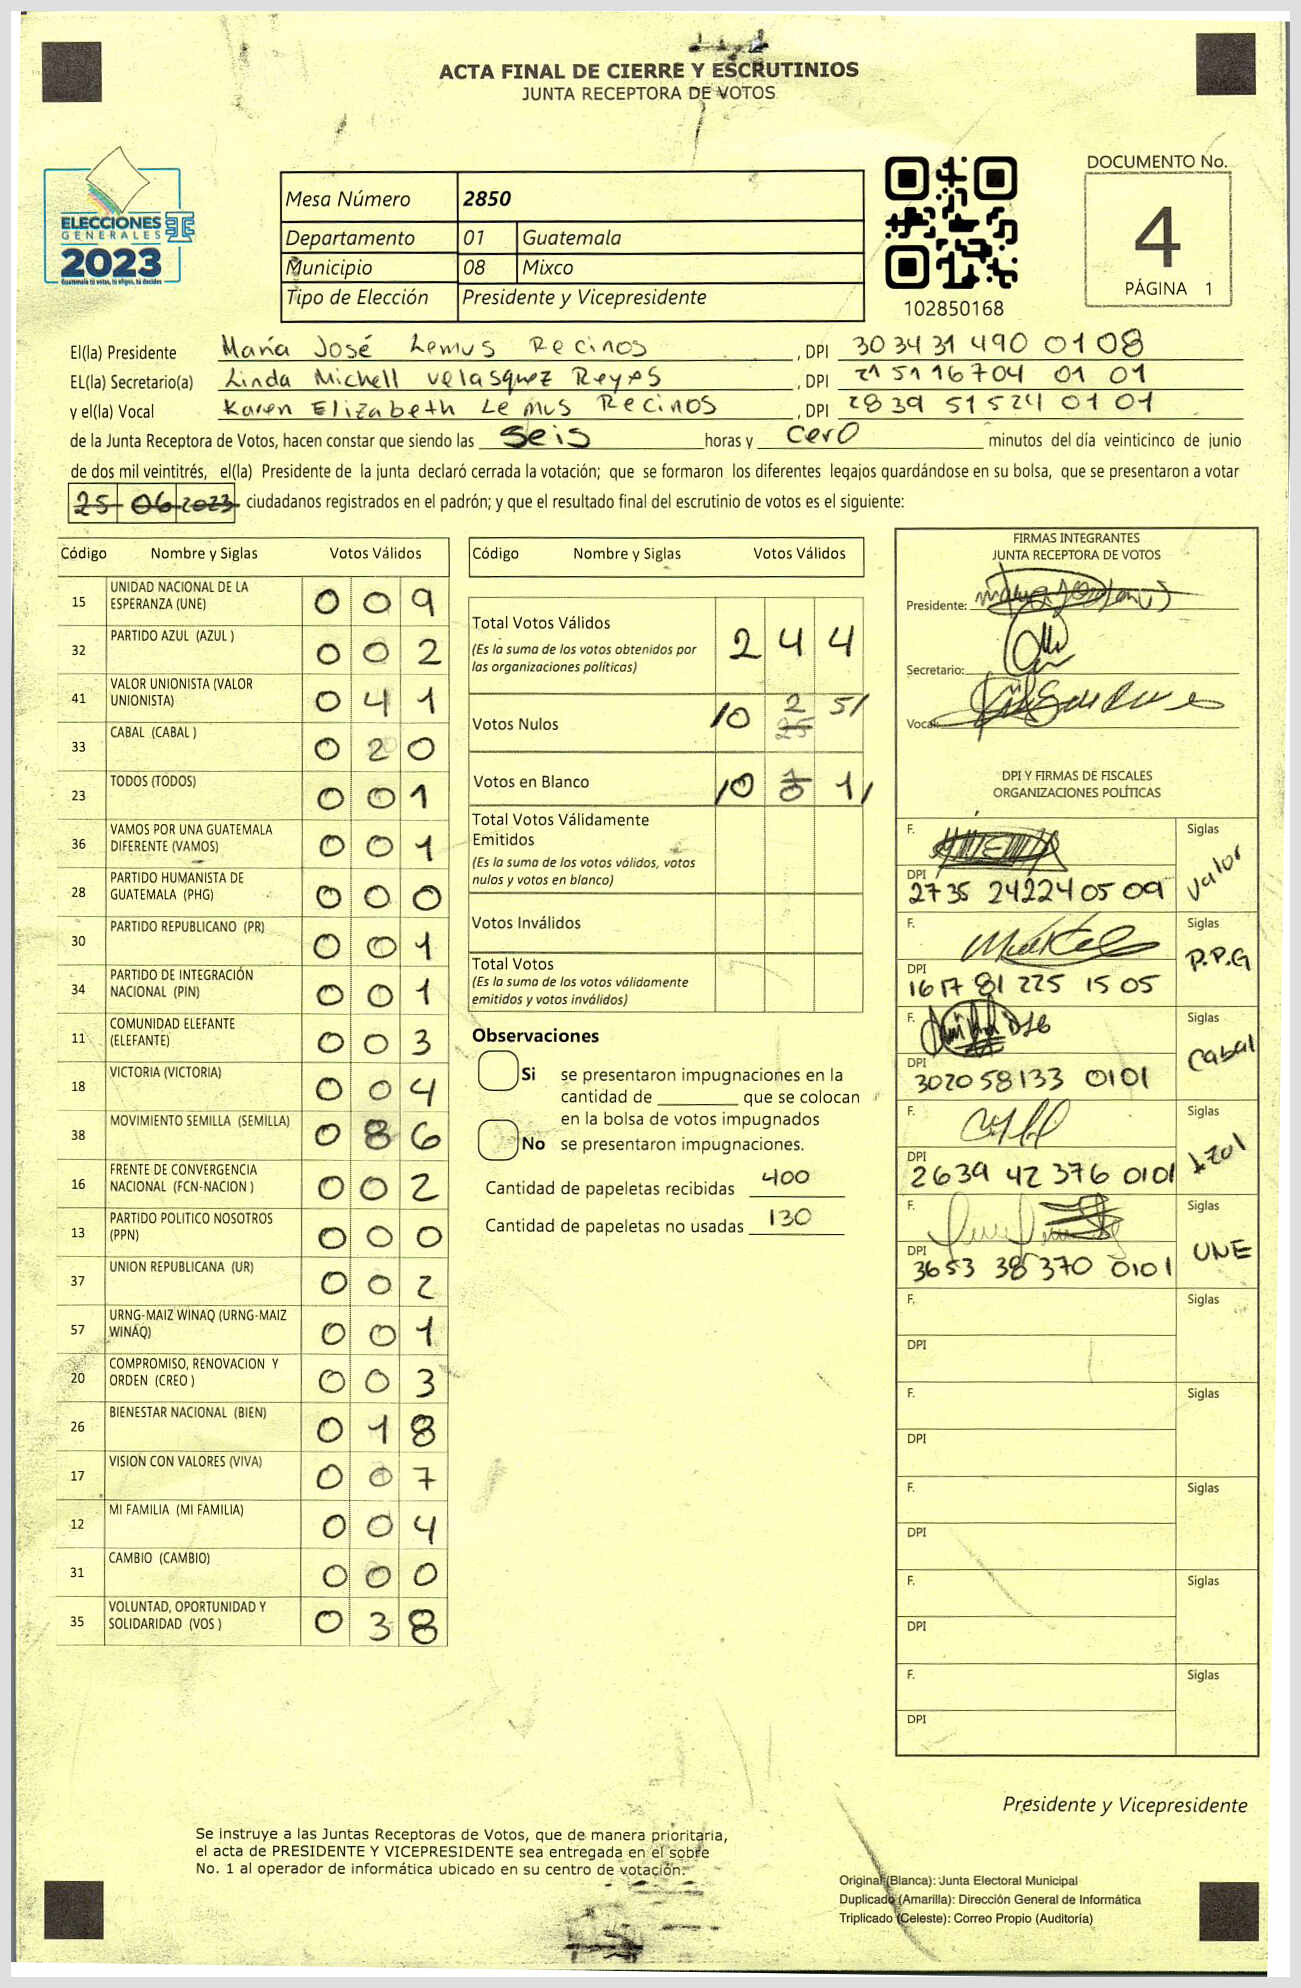 ACTA FINAL DE CIERRE Y ESCRUTINIOS
JUNTA RECEPTORA DE VOTOS
ELECCIONES
GENERALES
2023
Guatemala tú votas, tú eliges, tú decides
Mesa Número 2850
Departamento 01 Guatemala
Municipio 08 Mixco
Tipo de Elección Presidente y Vicepresidente
102850168
DOCUMENTO No.
4
PÁGINA 1
El(la) Presidente María José Lemus Recinos , DPI 3034 31490 0108
EL(la) Secretario(a) Linda Michell Velasquez Reyes , DPI 2151 16704 01 01
y el(la) Vocal Karen Elizabeth Lemus Recinos , DPI 2839 51524 0101
de la Junta Receptora de Votos, hacen constar que siendo las seis horas y cero minutos del día veinticinco de junio
de dos mil veintitrés, el(la) Presidente de la junta declaró cerrada la votación; que se formaron los diferentes legajos guardándose en su bolsa, que se presentaron a votar
25 06 2023 ciudadanos registrados en el padrón; y que el resultado final del escrutinio de votos es el siguiente:
Código Nombre y Siglas Votos Válidos
15 UNIDAD NACIONAL DE LA ESPERANZA (UNE) 0 0 9
32 PARTIDO AZUL (AZUL ) 0 0 2
41 VALOR UNIONISTA (VALOR UNIONISTA) 0 4 1
33 CABAL (CABAL ) 0 2 0
23 TODOS (TODOS) 0 0 1
36 VAMOS POR UNA GUATEMALA DIFERENTE (VAMOS) 0 0 1
28 PARTIDO HUMANISTA DE GUATEMALA (PHG) 0 0 0
30 PARTIDO REPUBLICANO (PR) 0 0 1
34 PARTIDO DE INTEGRACIÓN NACIONAL (PIN) 0 0 1
11 COMUNIDAD ELEFANTE (ELEFANTE) 0 0 3
18 VICTORIA (VICTORIA) 0 0 4
38 MOVIMIENTO SEMILLA (SEMILLA) 0 8 6
16 FRENTE DE CONVERGENCIA NACIONAL (FCN-NACION ) 0 0 2
13 PARTIDO POLITICO NOSOTROS (PPN) 0 0 0
37 UNION REPUBLICANA (UR) 0 0 2
57 URNG-MAIZ WINAQ (URNG-MAIZ WINAQ) 0 0 1
20 COMPROMISO, RENOVACION Y ORDEN (CREO ) 0 0 3
26 BIENESTAR NACIONAL (BIEN) 0 1 8
17 VISION CON VALORES (VIVA) 0 0 7
12 MI FAMILIA (MI FAMILIA) 0 0 4
31 CAMBIO (CAMBIO) 0 0 0
35 VOLUNTAD, OPORTUNIDAD Y SOLIDARIDAD (VOS ) 0 3 8
Código Nombre y Siglas Votos Válidos
Total Votos Válidos 2 4 4
(Es la suma de los votos obtenidos por
las organizaciones políticas)
Votos Nulos /0 2 5/
25
Votos en Blanco /0 0 1/
Total Votos Válidamente
Emitidos
(Es la suma de los votos válidos, votos
nulos y votos en blanco)
Votos Inválidos
Total Votos
(Es la suma de los votos válidamente
emitidos y votos inválidos)
Observaciones
Si se presentaron impugnaciones en la
cantidad de ________ que se colocan
en la bolsa de votos impugnados
No se presentaron impugnaciones.
Cantidad de papeletas recibidas 400
Cantidad de papeletas no usadas 130
FIRMAS INTEGRANTES
JUNTA RECEPTORA DE VOTOS
Presidente:
Secretario:
Vocal:
DPI Y FIRMAS DE FISCALES
ORGANIZACIONES POLÍTICAS
F. Siglas Valor
DPI 2735 24224 05 09
F. Siglas P.P.G
DPI 1617 81 225 15 05
F. Siglas Cabal
DPI 3020 58133 0101
F. Siglas Azul
DPI 2639 42 376 0101
F. Siglas UNE
DPI 3653 38 370 0101
F. Siglas
DPI
F. Siglas
DPI
F. Siglas
DPI
F. Siglas
DPI
F. Siglas
DPI
Presidente y Vicepresidente
Se instruye a las Juntas Receptoras de Votos, que de manera prioritaria,
el acta de PRESIDENTE Y VICEPRESIDENTE sea entregada en el sobre
No. 1 al operador de informática ubicado en su centro de votación.
Original (Blanca): Junta Electoral Municipal
Duplicado (Amarilla): Dirección General de Informática
Triplicado (Celeste): Correo Propio (Auditoría)